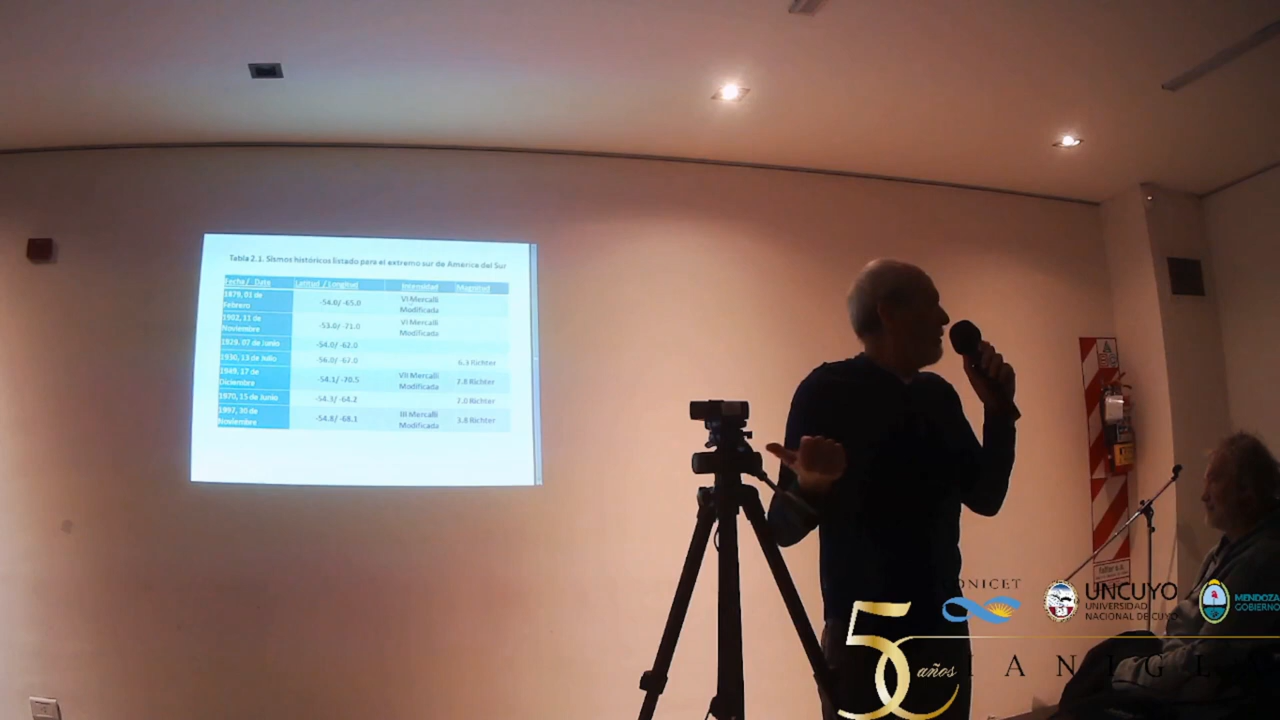 Tabla 2.1. Sismos históricos listado para el extremo sur de América del Sur
Fecha / Data Latitud / Longitud Intensidad Magnitud
1879, 01 de Febrero -54.0/ -65.0 VI Mercalli Modificada
1902, 11 de Noviembre -53.0/ -71.0 VI Mercalli Modificada
1929, 07 de Junio -54.0/ -62.0
1930, 13 de Julio -56.0/ -67.0 6.3 Richter
1949, 17 de Diciembre -54.1/ -70.5 VII Mercalli Modificada 7.8 Richter
1970, 15 de Junio -54.3/ -64.2 7.0 Richter
1997, 30 de Noviembre -54.8/ -68.1 III Mercalli Modificada 3.8 Richter
ONICET
UNCUYO
UNIVERSIDAD
NACIONAL DE CUYO
MENDOZA
GOBIERNO
50
años
I A N I G L